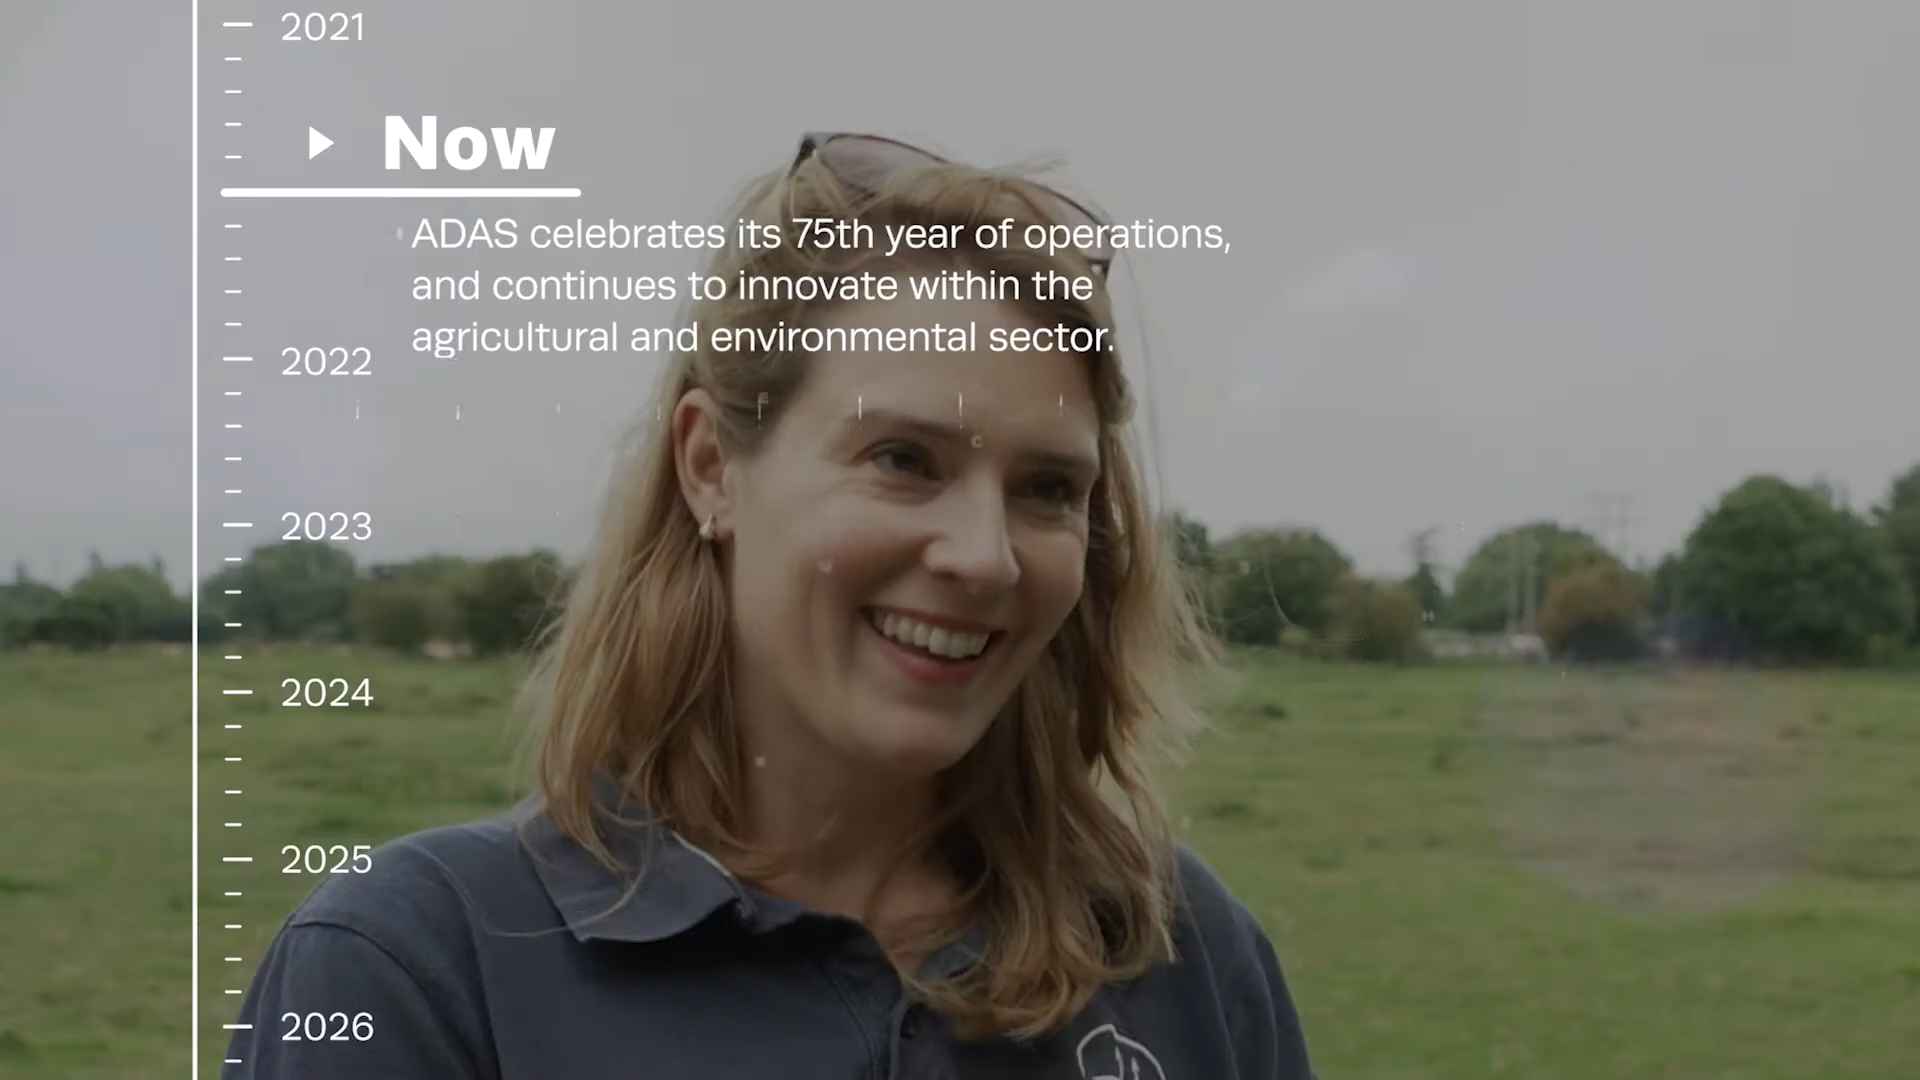 2021
Now
ADAS celebrates its 75th year of operations,
and continues to innovate within the
agricultural and environmental sector.
2022
2023
2024
2025
2026